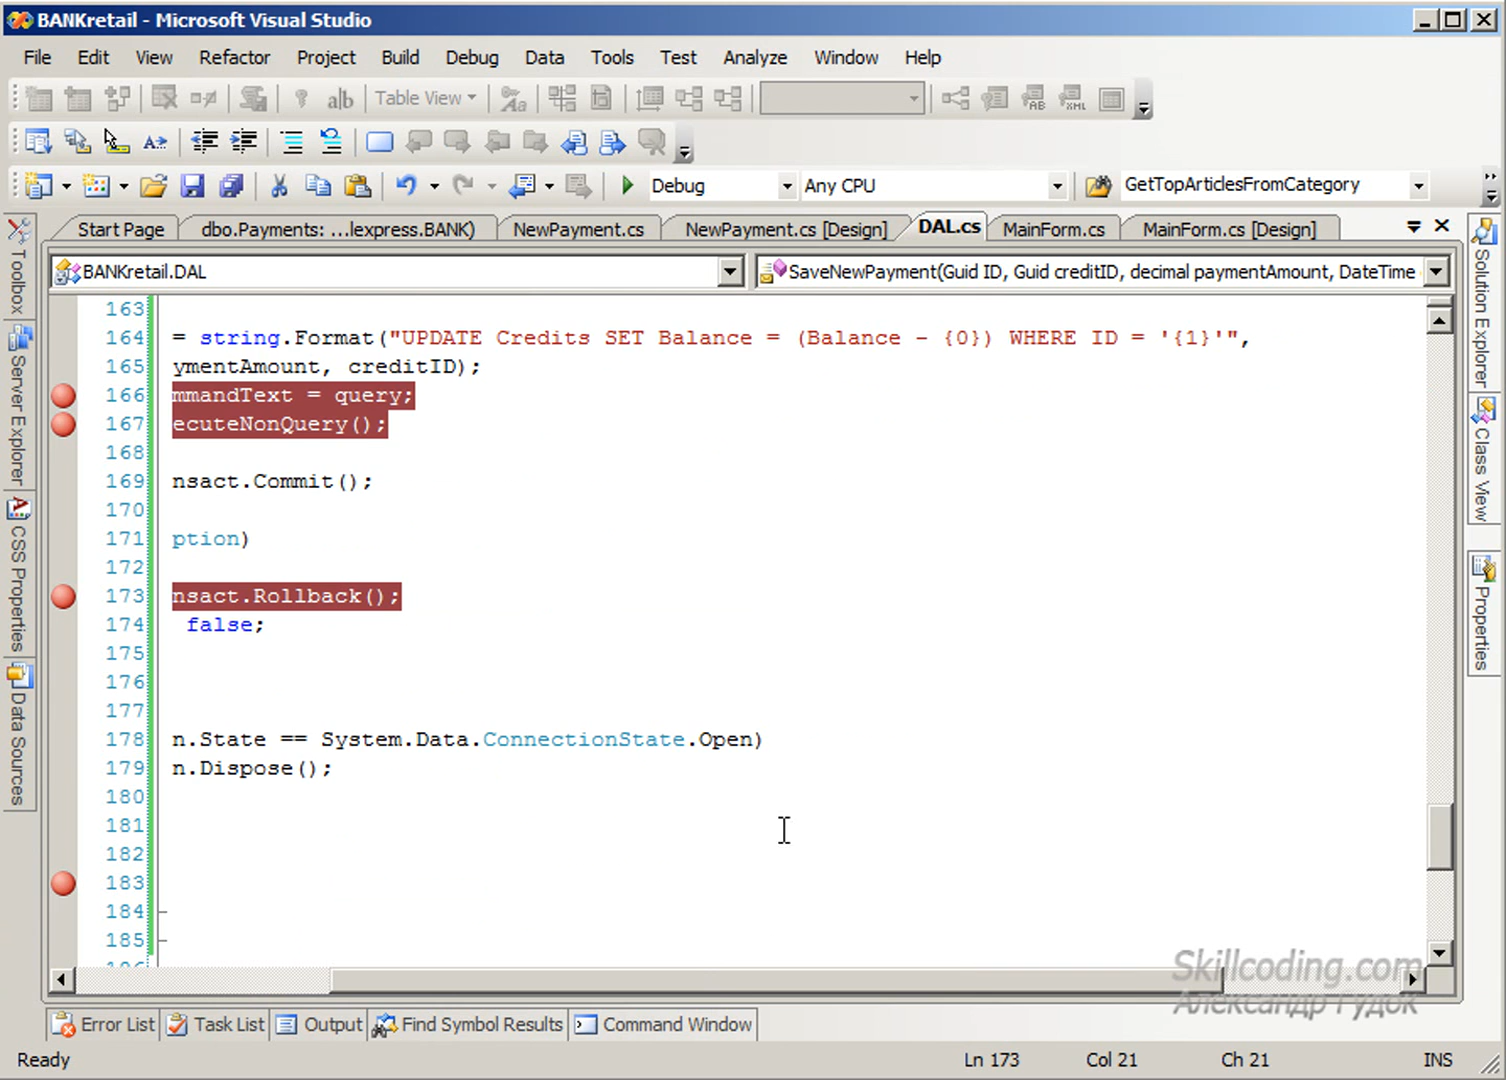 BANKretail - Microsoft Visual Studio
File Edit View Refactor Project Build Debug Data Tools Test Analyze Window Help
a|b Table View
Debug Any CPU GetTopArticlesFromCategory
Start Page dbo.Payments: ...lexpress.BANK) NewPayment.cs NewPayment.cs [Design] DAL.cs MainForm.cs MainForm.cs [Design]
BANKretail.DAL SaveNewPayment(Guid ID, Guid creditID, decimal paymentAmount, DateTime
Toolbox
Server Explorer
CSS Properties
Data Sources
163
164 = string.Format("UPDATE Credits SET Balance = (Balance - {0}) WHERE ID = '{1}'",
165 ymentAmount, creditID);
166 mmandText = query;
167 ecuteNonQuery();
168
169 nsact.Commit();
170
171 ption)
172
173 nsact.Rollback();
174 false;
175
176
177
178 n.State == System.Data.ConnectionState.Open)
179 n.Dispose();
180
181
182
183
184
185
Solution Explorer
Class View
Properties
Skillcoding.com
Александр Гудок
Error List Task List Output Find Symbol Results Command Window
Ready Ln 173 Col 21 Ch 21 INS